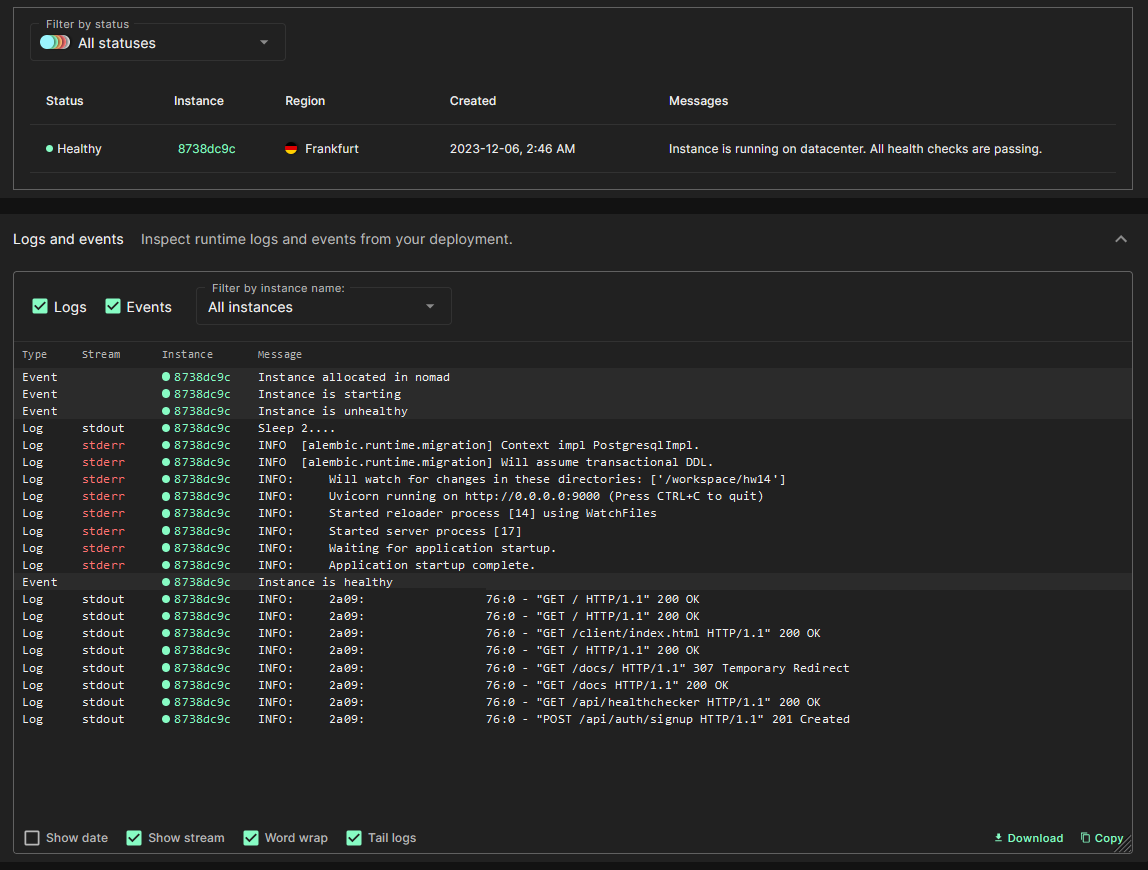 Filter by status
All statuses
Status Instance Region Created Messages
Healthy 8738dc9c Frankfurt 2023-12-06, 2:46 AM Instance is running on datacenter. All health checks are passing.
Logs and events Inspect runtime logs and events from your deployment.
Filter by instance name:
Logs Events All instances
Type Stream Instance Message
Event 8738dc9c Instance allocated in nomad
Event 8738dc9c Instance is starting
Event 8738dc9c Instance is unhealthy
Log stdout 8738dc9c Sleep 2....
Log stderr 8738dc9c INFO [alembic.runtime.migration] Context impl PostgresqlImpl.
Log stderr 8738dc9c INFO [alembic.runtime.migration] Will assume transactional DDL.
Log stderr 8738dc9c INFO: Will watch for changes in these directories: ['/workspace/hw14']
Log stderr 8738dc9c INFO: Uvicorn running on http://0.0.0.0:9000 (Press CTRL+C to quit)
Log stderr 8738dc9c INFO: Started reloader process [14] using WatchFiles
Log stderr 8738dc9c INFO: Started server process [17]
Log stderr 8738dc9c INFO: Waiting for application startup.
Log stderr 8738dc9c INFO: Application startup complete.
Event 8738dc9c Instance is healthy
Log stdout 8738dc9c INFO: 2a09: 76:0 - "GET / HTTP/1.1" 200 OK
Log stdout 8738dc9c INFO: 2a09: 76:0 - "GET / HTTP/1.1" 200 OK
Log stdout 8738dc9c INFO: 2a09: 76:0 - "GET /client/index.html HTTP/1.1" 200 OK
Log stdout 8738dc9c INFO: 2a09: 76:0 - "GET / HTTP/1.1" 200 OK
Log stdout 8738dc9c INFO: 2a09: 76:0 - "GET /docs/ HTTP/1.1" 307 Temporary Redirect
Log stdout 8738dc9c INFO: 2a09: 76:0 - "GET /docs HTTP/1.1" 200 OK
Log stdout 8738dc9c INFO: 2a09: 76:0 - "GET /api/healthchecker HTTP/1.1" 200 OK
Log stdout 8738dc9c INFO: 2a09: 76:0 - "POST /api/auth/signup HTTP/1.1" 201 Created
Show date Show stream Word wrap Tail logs Download Copy